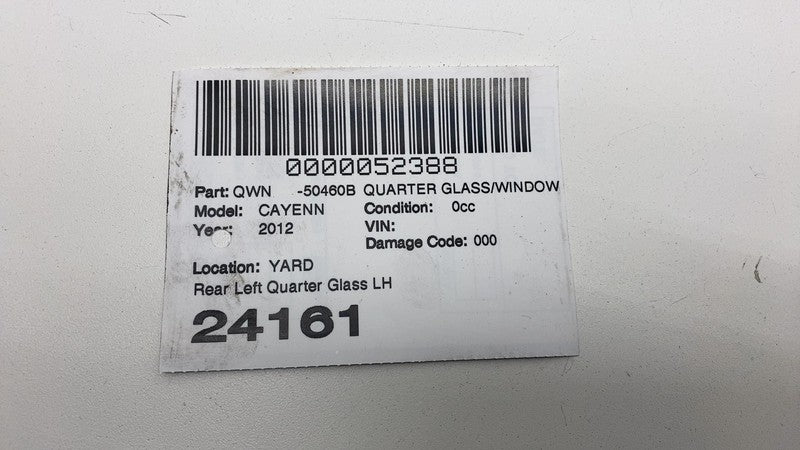 0000052388
Part: QWN -50460B QUARTER GLASS/WINDOW
Model: CAYENN Condition: 0cc
Year: 2012 VIN:
Damage Code: 000
Location: YARD
Rear Left Quarter Glass LH
24161